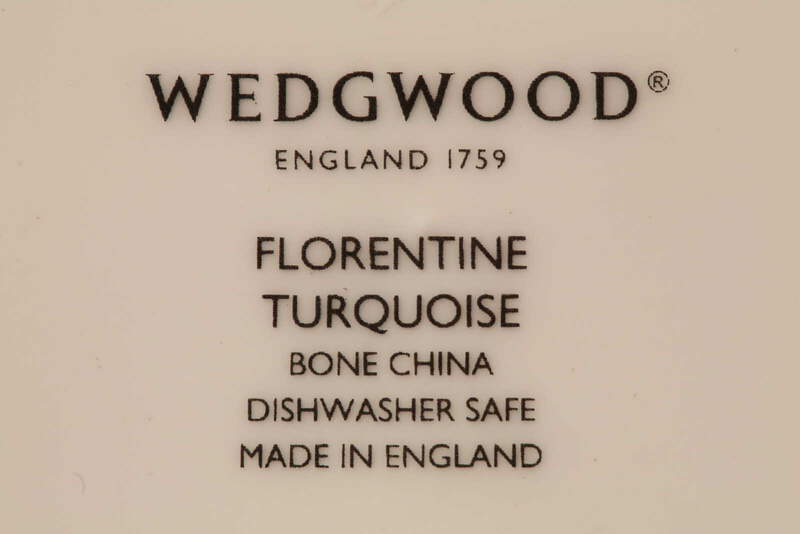 WEDGWOOD®
ENGLAND 1759
FLORENTINE
TURQUOISE
BONE CHINA
DISHWASHER SAFE
MADE IN ENGLAND